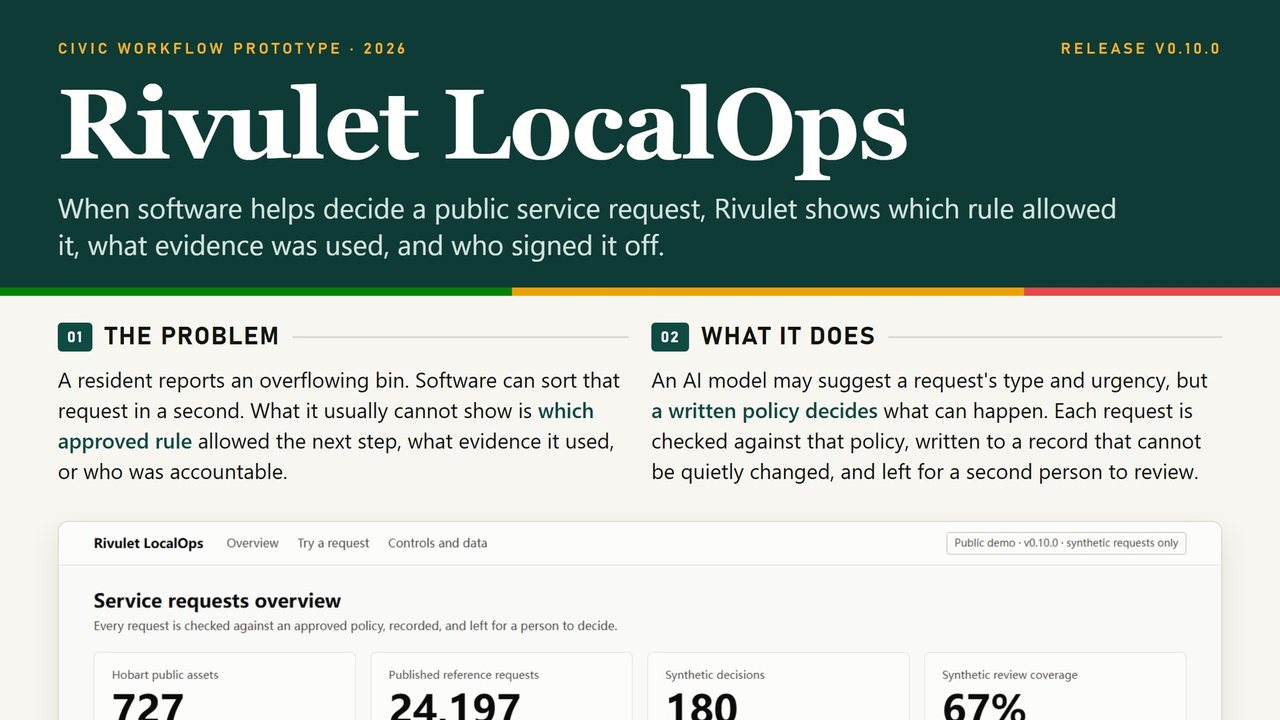 CIVIC WORKFLOW PROTOTYPE · 2026
RELEASE V0.10.0
Rivulet LocalOps
When software helps decide a public service request, Rivulet shows which rule allowed
it, what evidence was used, and who signed it off.
01 THE PROBLEM
A resident reports an overflowing bin. Software can sort that
request in a second. What it usually cannot show is which
approved rule allowed the next step, what evidence it used,
or who was accountable.
02 WHAT IT DOES
An AI model may suggest a request's type and urgency, but
a written policy decides what can happen. Each request is
checked against that policy, written to a record that cannot
be quietly changed, and left for a second person to review.
Rivulet LocalOps Overview Try a request Controls and data
Public demo · v0.10.0 · synthetic requests only
Service requests overview
Every request is checked against an approved policy, recorded, and left for a person to decide.
Hobart public assets
727
Published reference requests
24,197
Synthetic decisions
180
Synthetic review coverage
67%